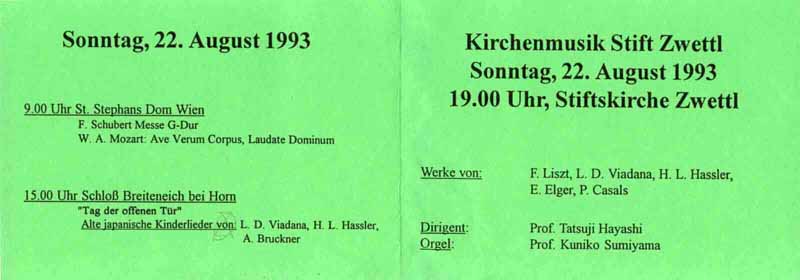 Sonntag, 22. August 1993
9.00 Uhr St. Stephans Dom Wien
F. Schubert Messe G-Dur
W. A. Mozart: Ave Verum Corpus, Laudate Dominum
15.00 Uhr Schloß Breiteneich bei Horn
"Tag der offenen Tür"
Alte japanische Kinderlieder von: L. D. Viadana, H. L. Hassler,
A. Bruckner
Kirchenmusik Stift Zwettl
Sonntag, 22. August 1993
19.00 Uhr, Stiftskirche Zwettl
Werke von: F. Liszt, L. D. Viadana, H. L. Hassler,
E. Elger, P. Casals
Dirigent: Prof. Tatsuji Hayashi
Orgel: Prof. Kuniko Sumiyama